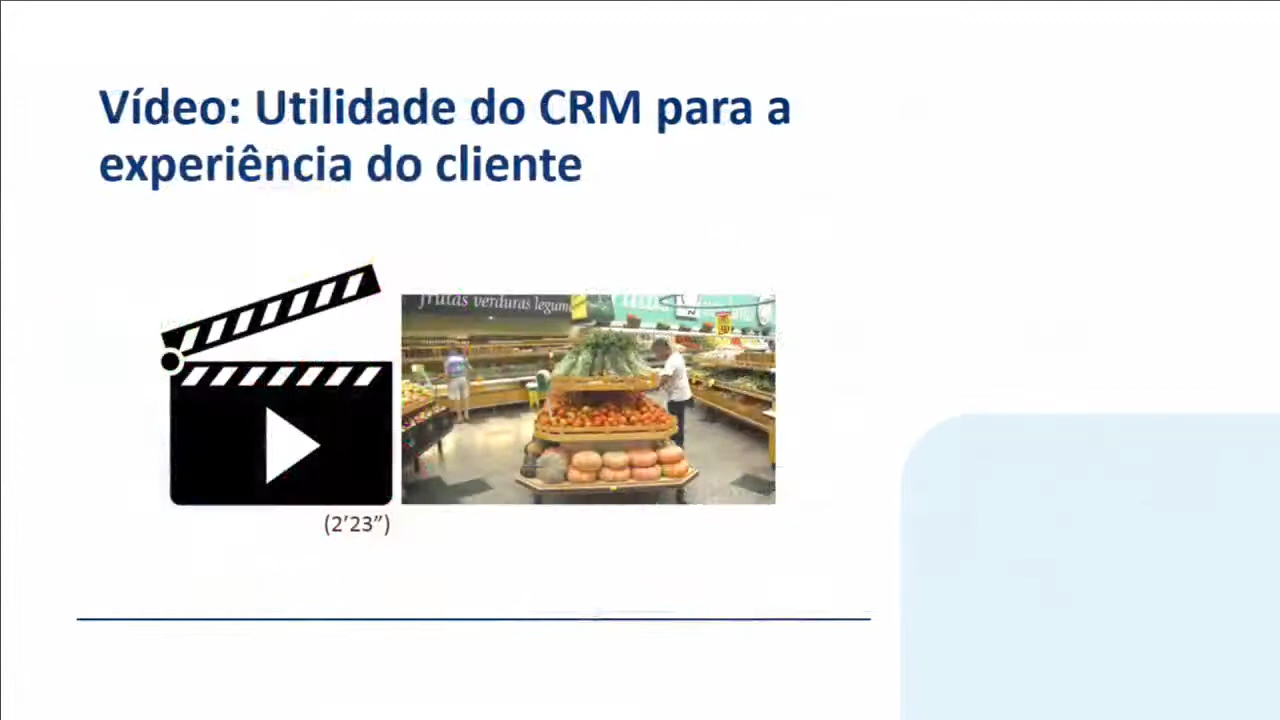 Vídeo: Utilidade do CRM para a
experiência do cliente
frutas verduras legum
(2’23”)